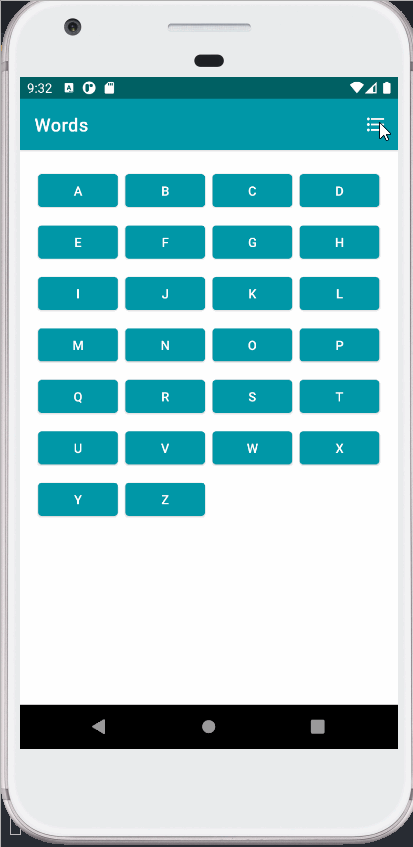 9:32 A
Words
A B C D
E F G H
I J K L
M N O P
Q R S T
U V W X
Y Z